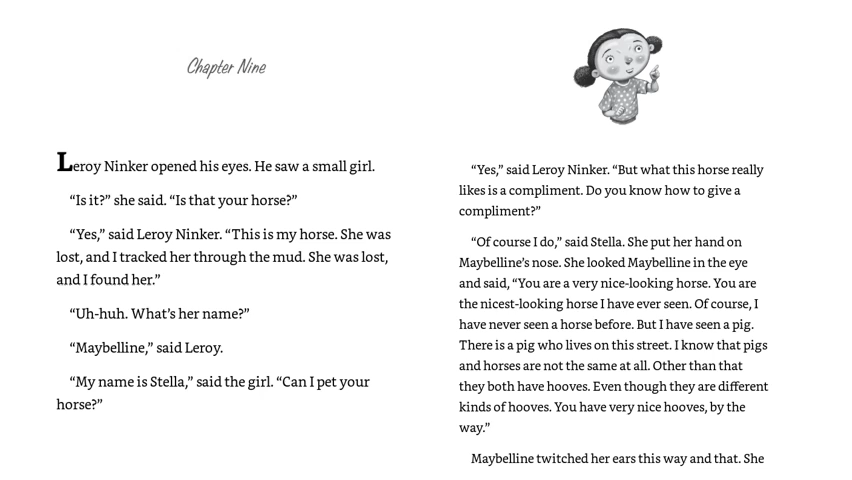 Chapter Nine
Leroy Ninker opened his eyes. He saw a small girl.
“Is it?” she said. “Is that your horse?”
“Yes,” said Leroy Ninker. “This is my horse. She was
lost, and I tracked her through the mud. She was lost,
and I found her.”
“Uh-huh. What’s her name?”
“Maybelline,” said Leroy.
“My name is Stella,” said the girl. “Can I pet your
horse?”
“Yes,” said Leroy Ninker. “But what this horse really
likes is a compliment. Do you know how to give a
compliment?”
“Of course I do,” said Stella. She put her hand on
Maybelline’s nose. She looked Maybelline in the eye
and said, “You are a very nice-looking horse. You are
the nicest-looking horse I have ever seen. Of course, I
have never seen a horse before. But I have seen a pig.
There is a pig who lives on this street. I know that pigs
and horses are not the same at all. Other than that
they both have hooves. Even though they are different
kinds of hooves. You have very nice hooves, by the
way.”
Maybelline twitched her ears this way and that. She